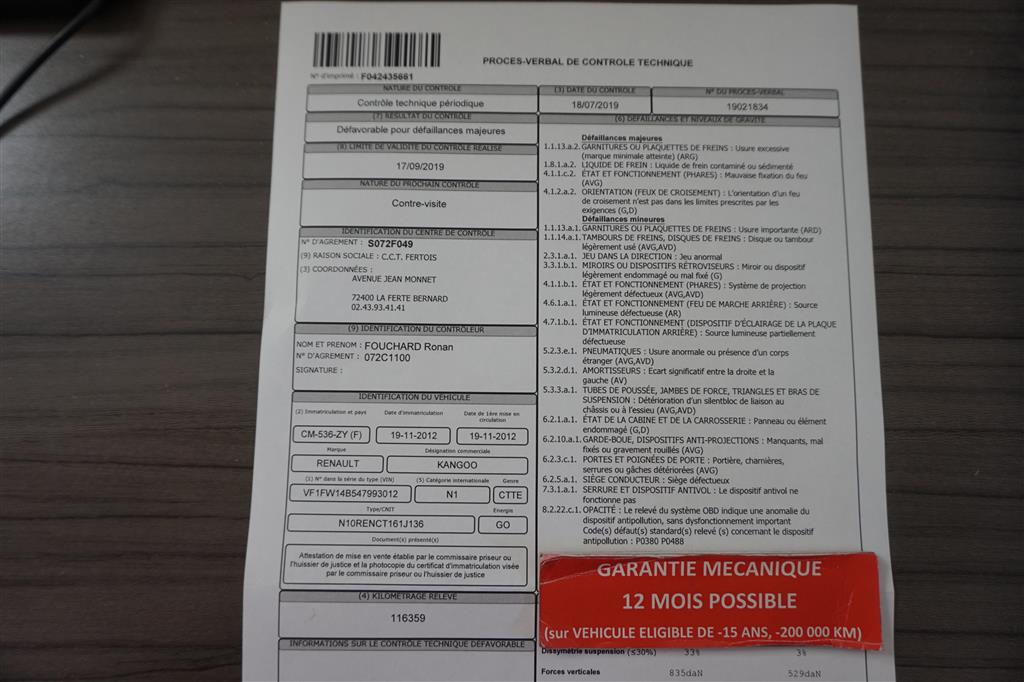 PROCES-VERBAL DE CONTROLE TECHNIQUE
N° d'imprimé : F042435661
NATURE DU CONTROLE
Contrôle technique périodique
(3) DATE DU CONTROLE
18/07/2019
N° DU PROCES-VERBAL
19021834
(7) RESULTAT DU CONTROLE
Défavorable pour défaillances majeures
(8) LIMITE DE VALIDITE DU CONTROLE REALISE
17/09/2019
NATURE DU PROCHAIN CONTRÔLE
Contre-visite
IDENTIFICATION DU CENTRE DE CONTRÔLE
N° D'AGREMENT : S072F049
(9) RAISON SOCIALE : C.C.T. FERTOIS
(3) COORDONNÉES :
AVENUE JEAN MONNET
72400 LA FERTE BERNARD
02.43.93.41.41
(9) IDENTIFICATION DU CONTRÔLEUR
NOM ET PRENOM : FOUCHARD Ronan
N° D'AGREMENT : 072C1100
SIGNATURE :
IDENTIFICATION DU VÉHICULE
(2) Immatriculation et pays
Date d'immatriculation
Date de 1ère mise en
circulation
CM-536-ZY (F)
19-11-2012
19-11-2012
Marque
Désignation commerciale
RENAULT
KANGOO
(1) N° dans la série du type (VIN)
(5) Catégorie internationale
Genre
VF1FW14B547993012
N1
CTTE
Type/CNIT
Energie
N10RENCT161J136
GO
Document(s) présenté(s)
Attestation de mise en vente établie par le commissaire priseur ou
l'huissier de justice et la photocopie du certificat d'immatriculation visée
par le commissaire priseur ou l'huissier de justice
(4) KILOMÉTRAGE RELEVÉ
116359
INFORMATIONS SUR LE CONTRÔLE TECHNIQUE DÉFAVORABLE
(6) DÉFAILLANCES ET NIVEAUX DE GRAVITÉ
Défaillances majeures
1.1.13.a.2. GARNITURES OU PLAQUETTES DE FREINS : Usure excessive
(marque minimale atteinte) (ARG)
1.8.1.a.2. LIQUIDE DE FREIN : Liquide de frein contaminé ou sédimenté
4.1.1.c.2. ÉTAT ET FONCTIONNEMENT (PHARES) : Mauvaise fixation du feu
(AVG)
4.1.2.a.2. ORIENTATION (FEUX DE CROISEMENT) : L'orientation d'un feu
de croisement n'est pas dans les limites prescrites par les
exigences (G,D)
Défaillances mineures
1.1.13.a.1. GARNITURES OU PLAQUETTES DE FREINS : Usure importante (ARD)
1.1.14.a.1. TAMBOURS DE FREINS, DISQUES DE FREINS : Disque ou tambour
légèrement usé (AVG,AVD)
2.3.1.a.1. JEU DANS LA DIRECTION : Jeu anormal
3.3.1.b.1. MIROIRS OU DISPOSITIFS RÉTROVISEURS : Miroir ou dispositif
légèrement endommagé ou mal fixé (G)
4.1.1.b.1. ÉTAT ET FONCTIONNEMENT (PHARES) : Système de projection
légèrement défectueux (AVG,AVD)
4.6.1.a.1. ÉTAT ET FONCTIONNEMENT (FEU DE MARCHE ARRIÈRE) : Source
lumineuse défectueuse (AR)
4.7.1.b.1. ÉTAT ET FONCTIONNEMENT (DISPOSITIF D'ÉCLAIRAGE DE LA PLAQUE
D'IMMATRICULATION ARRIÈRE) : Source lumineuse partiellement
défectueuse
5.2.3.e.1. PNEUMATIQUES : Usure anormale ou présence d'un corps
étranger (AVG,AVD)
5.3.2.d.1. AMORTISSEURS : Ecart significatif entre la droite et la
gauche (AV)
5.3.3.a.1. TUBES DE POUSSÉE, JAMBES DE FORCE, TRIANGLES ET BRAS DE
SUSPENSION : Détérioration d'un silentbloc de liaison au
châssis ou à l'essieu (AVG,AVD)
6.2.1.a.1. ÉTAT DE LA CABINE ET DE LA CARROSSERIE : Panneau ou élément
endommagé (G,D)
6.2.10.a.1. GARDE-BOUE, DISPOSITIFS ANTI-PROJECTIONS : Manquants, mal
fixés ou gravement rouillés (AVG)
6.2.3.c.1. PORTES ET POIGNÉES DE PORTE : Portière, charnières,
serrures ou gâches détériorées (AVG)
6.2.5.a.1. SIÈGE CONDUCTEUR : Siège défectueux
7.3.1.a.1. SERRURE ET DISPOSITIF ANTIVOL : Le dispositif antivol ne
fonctionne pas
8.2.22.c.1. OPACITÉ : Le relevé du système OBD indique une anomalie du
dispositif antipollution, sans dysfonctionnement important
Code(s) défaut(s) standard(s) relevé (s) concernant le dispositif
antipollution : P0380 P0488
GARANTIE MECANIQUE
12 MOIS POSSIBLE
(sur VEHICULE ELIGIBLE DE -15 ANS, -200 000 KM)
Dissymétrie suspension (≤30%) 33% 3%
Forces verticales 835daN 529daN